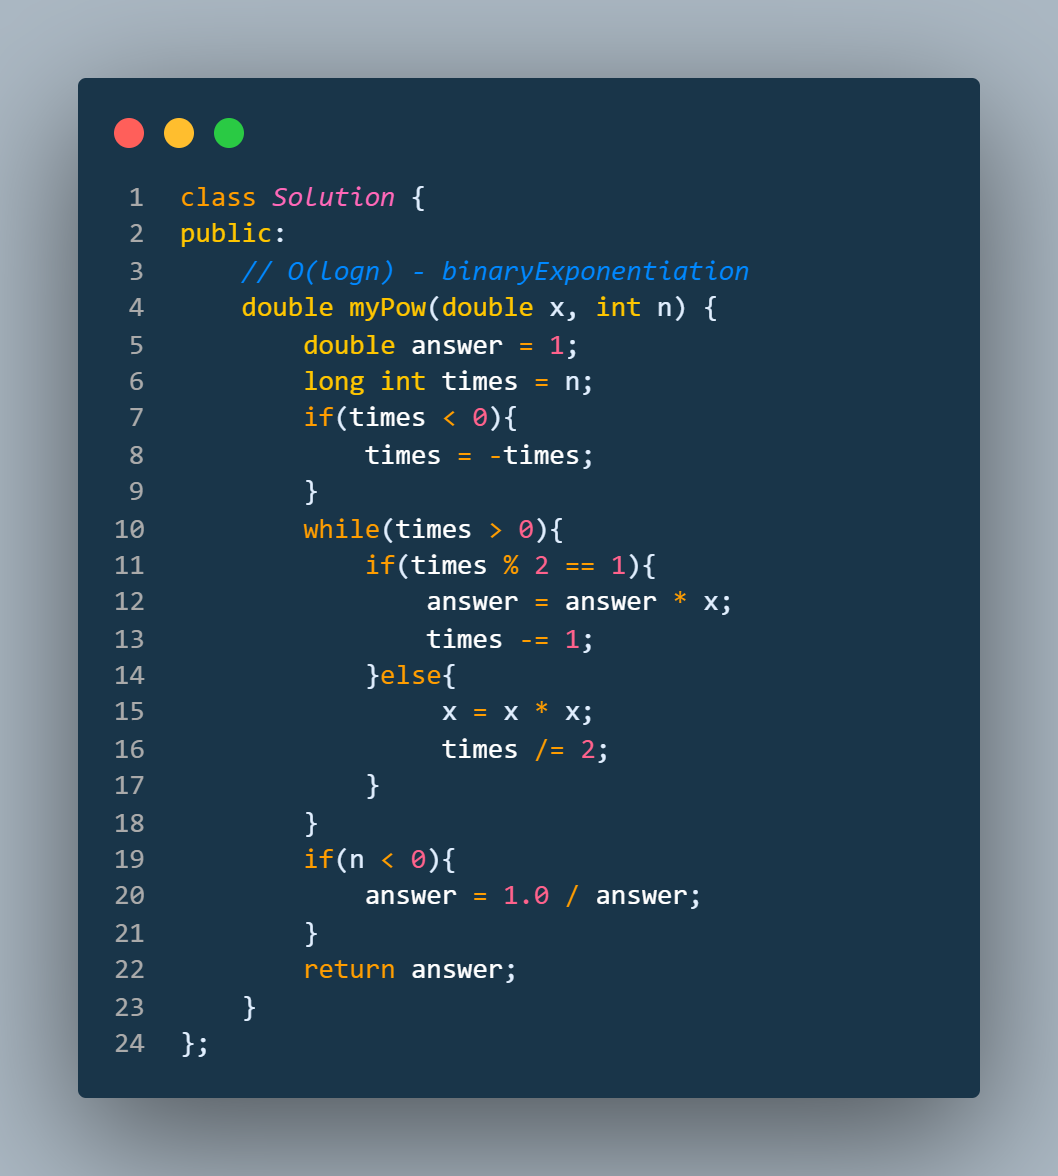 1 class Solution {
2 public:
3     // O(logn) - binaryExponentiation
4     double myPow(double x, int n) {
5         double answer = 1;
6         long int times = n;
7         if(times < 0){
8             times = -times;
9         }
10         while(times > 0){
11             if(times % 2 == 1){
12                 answer = answer * x;
13                 times -= 1;
14             }else{
15                  x = x * x;
16                  times /= 2;
17             }
18         }
19         if(n < 0){
20             answer = 1.0 / answer;
21         }
22         return answer;
23     }
24 };